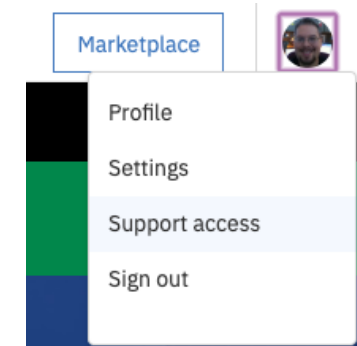 Marketplace
Profile
Settings
Support access
Sign out